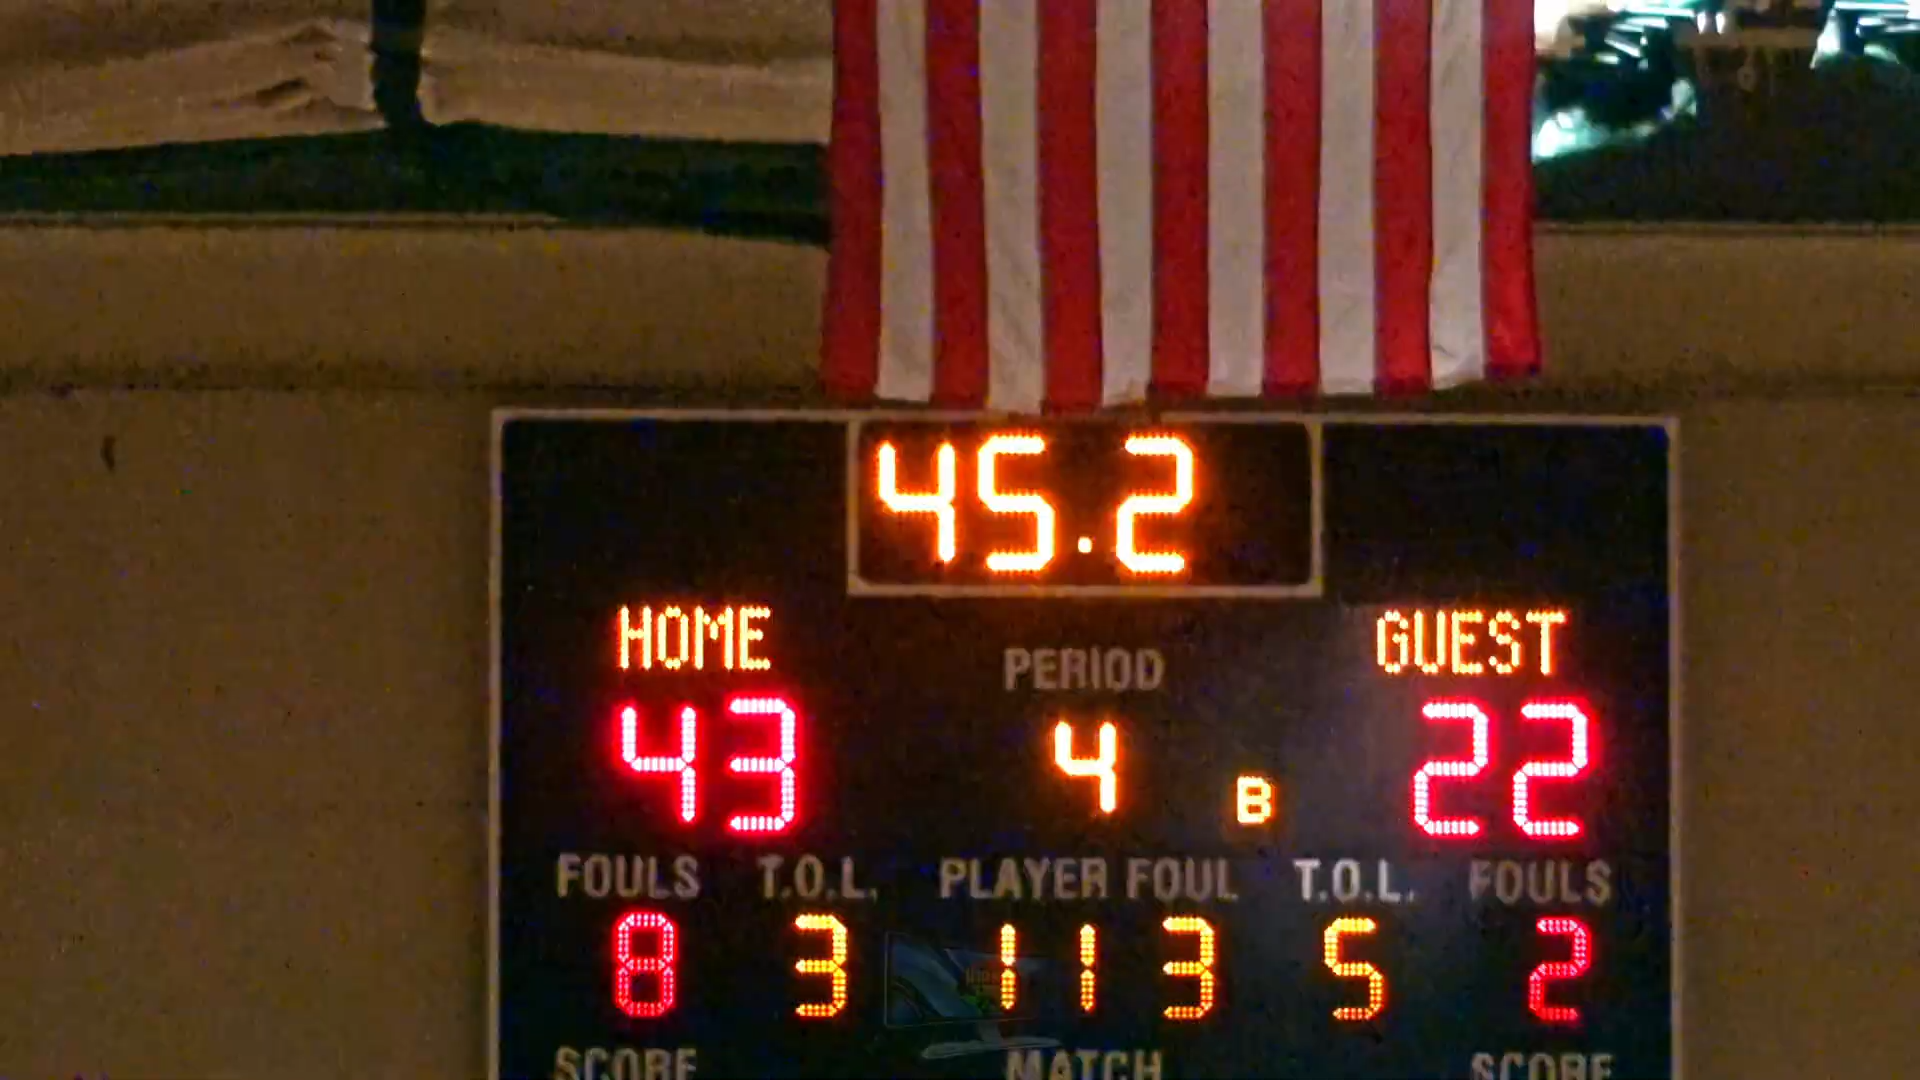 45.2
HOME PERIOD GUEST
43 4 B 22
FOULS T.O.L. PLAYER FOUL T.O.L. FOULS
8 3 11 3 5 2
SCORE MATCH SCORE